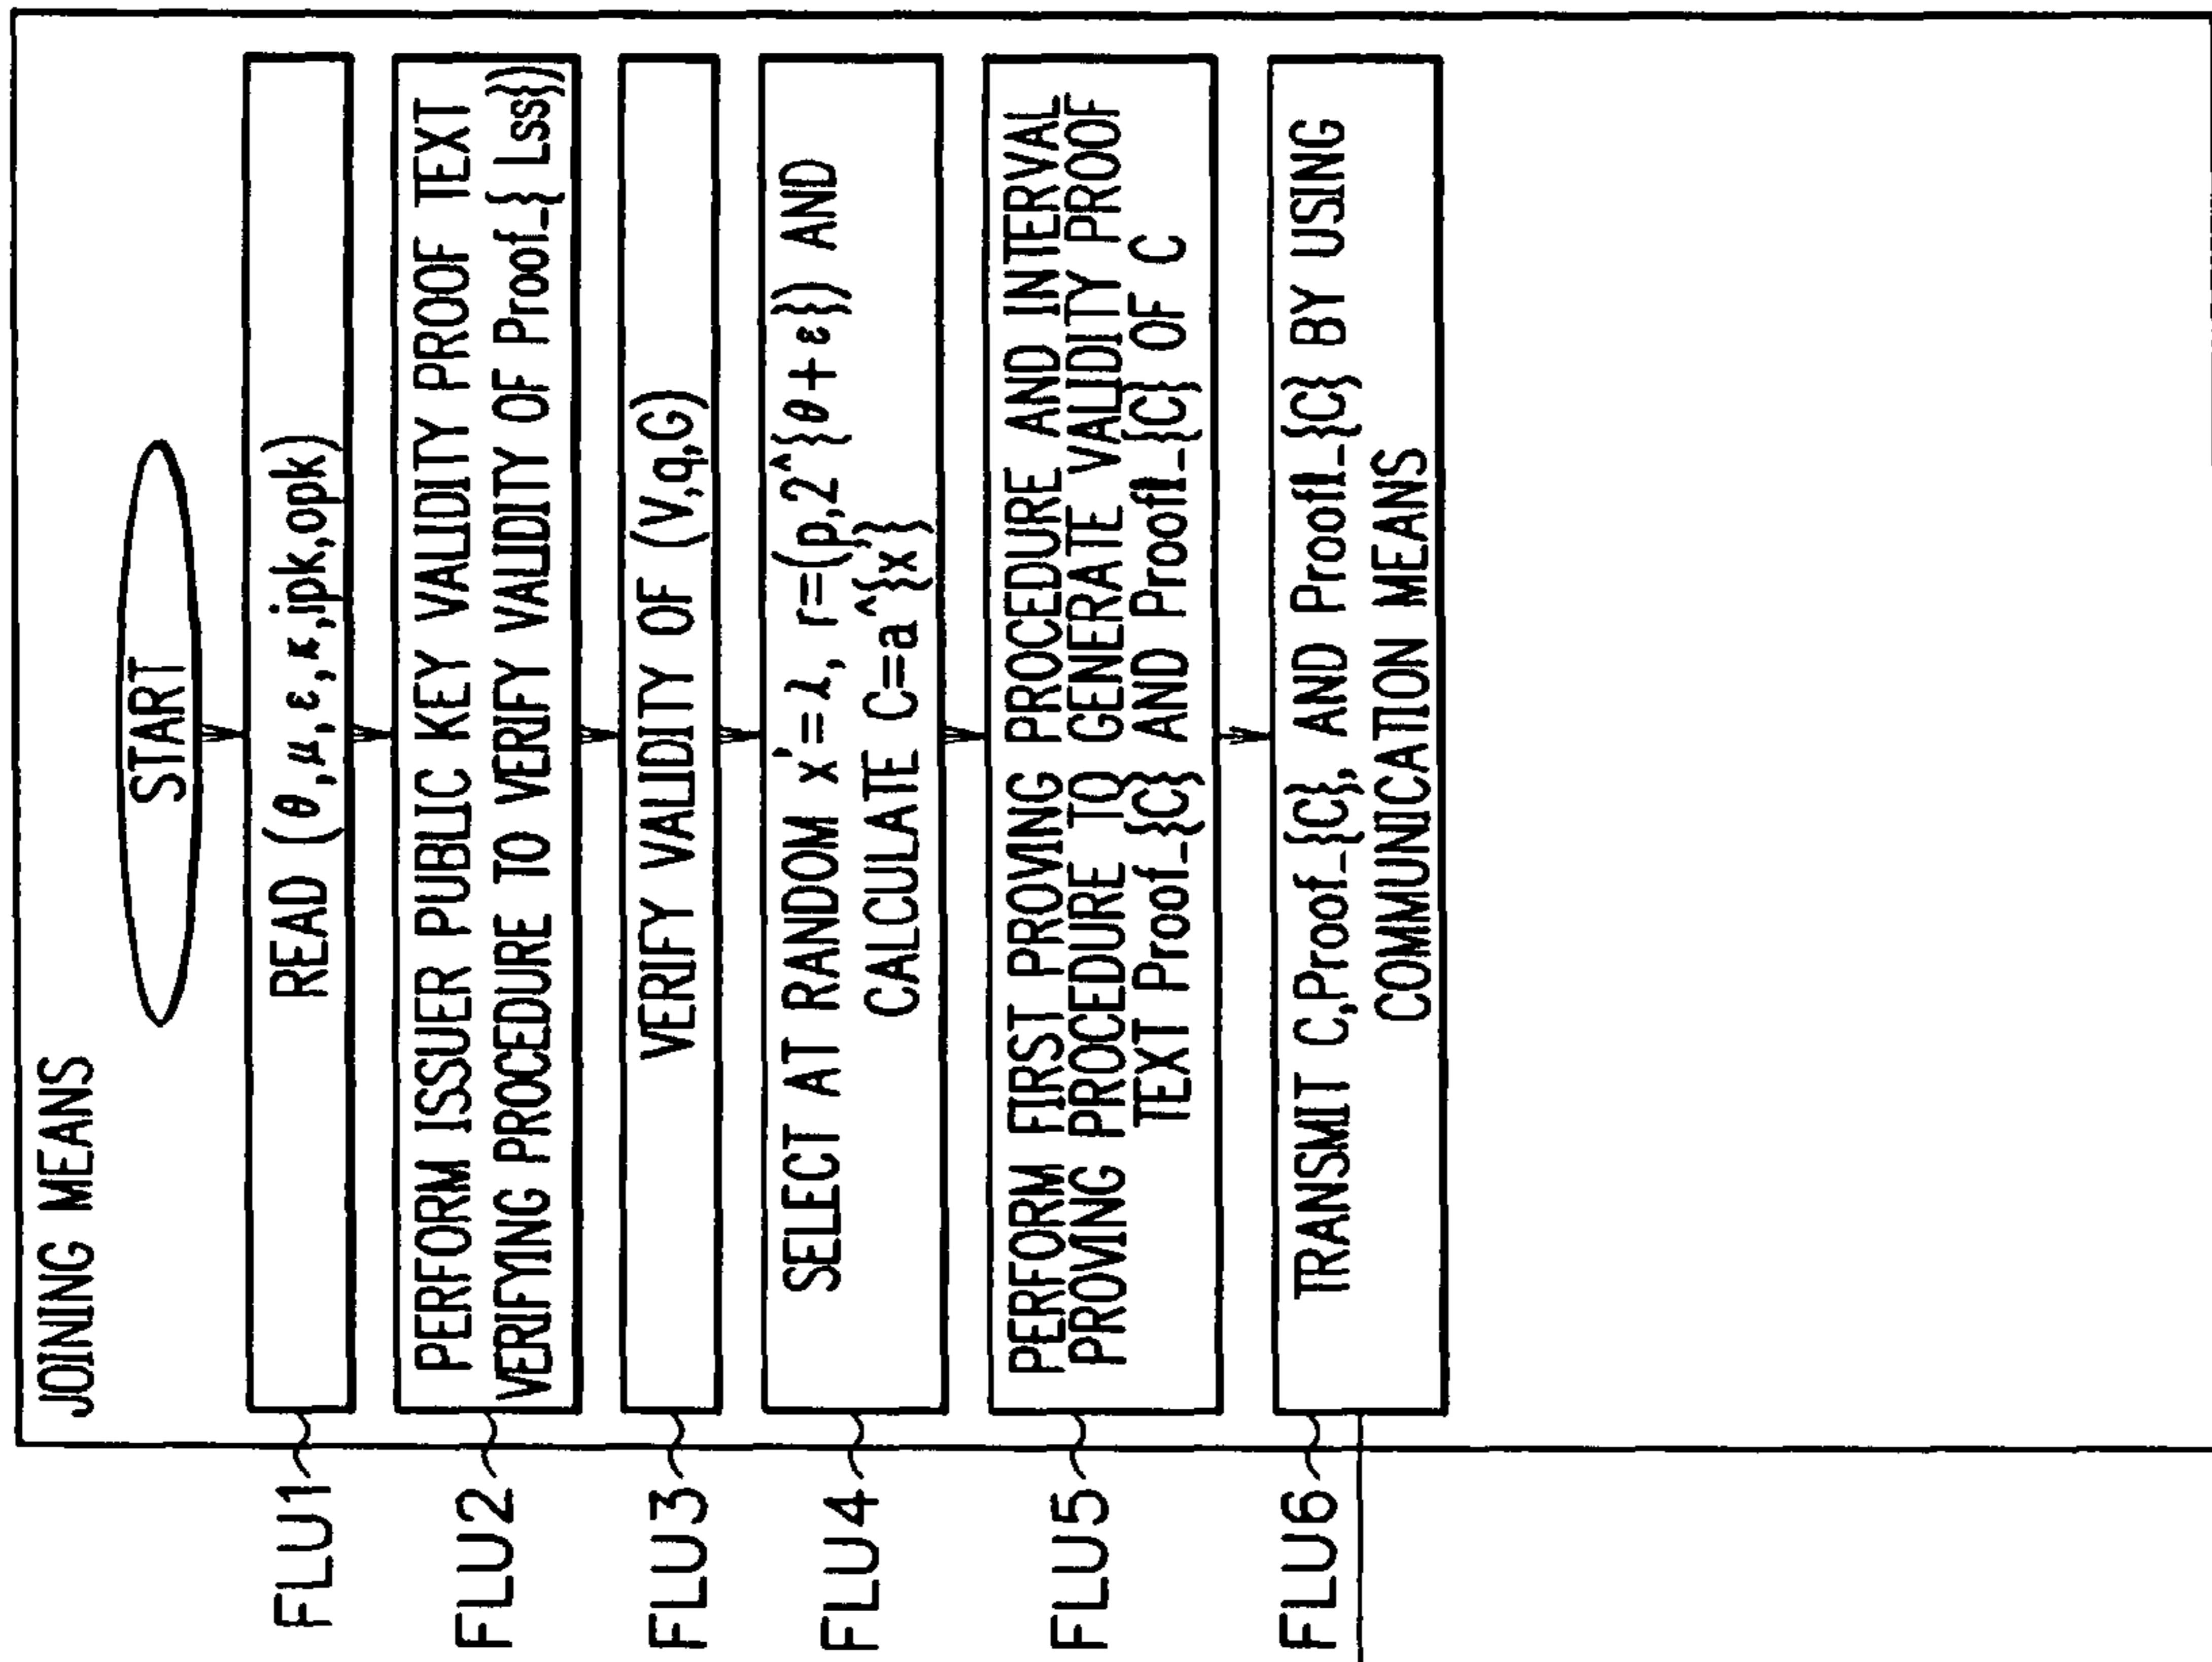 JOINING MEANS
START
FLU1
READ (θ,μ,ε,κ,ipk,opk)
FLU2
PERFORM ISSUER PUBLIC KEY VALIDITY PROOF TEXT
VERIFYING PROCEDURE TO VERIFY VALIDITY OF Proof_{ Lss})
FLU3
VERIFY VALIDITY OF (V,q,G)
FLU4
SELECT AT RANDOM x'=λ, r=(p,2^{θ+ε}) AND
CALCULATE C=a^{x'}
FLU5
PERFORM FIRST PROVING PROCEDURE AND INTERVAL
PROVING PROCEDURE TO GENERATE VALIDITY PROOF
TEXT Proof_{C} AND ProofI_{C} OF C
FLU6
TRANSMIT C,Proof_{C}, AND ProofI_{C} BY USING
COMMUNICATION MEANS